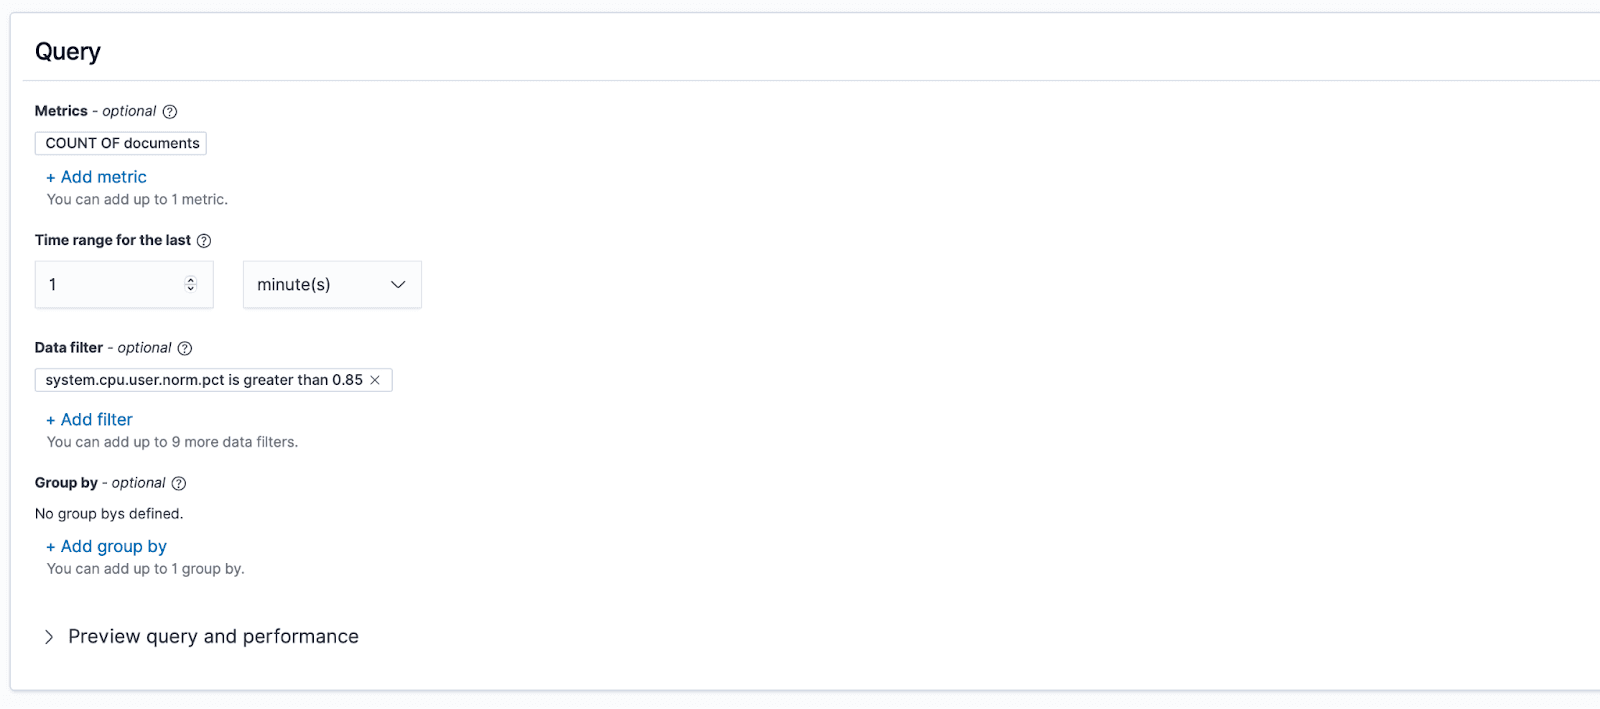 Query
Metrics - optional
COUNT OF documents
+ Add metric
You can add up to 1 metric.
Time range for the last
1
minute(s)
Data filter - optional
system.cpu.user.norm.pct is greater than 0.85
+ Add filter
You can add up to 9 more data filters.
Group by - optional
No group bys defined.
+ Add group by
You can add up to 1 group by.
Preview query and performance